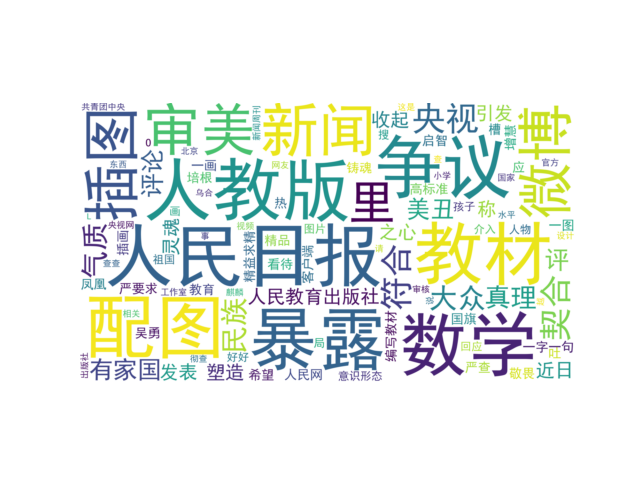 共青团中央
审美
新闻
新闻周刊
这是
收起
央视
引发
微博
插图
评论
0
北京
搜
启智
槽
增慧
官方
东西
一画
人教版
争议
应
培根
网友
铸魂
小学
国家
里
高标准
乌合
热
美丑
孩子
称
水平
央视网
插画
画
灵魂
事
视频
图片
精益求精
之心
介入
人物
一图
设计
气质
查查
祖国
人民日报
精品
看待
客户端
教材
符合
评
契合
凤凰
严要求
工作室
教育
麒麟
人民教育出版社
审核
说
大众真理
配图
相关
民族
暴露
编写教材
数学
国旗
一字一句
吴勇
局
回应
吐
出版社
有家国
发表
彻查
好好
塑造
希望
人民网
意识形态
严查
敬畏
近日